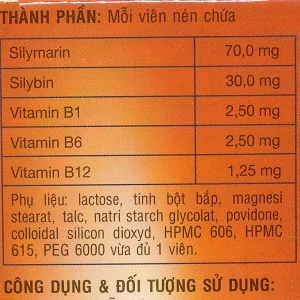 THÀNH PHẦN: Mỗi viên nén chứa
Silymarin 70,0 mg
Silybin 30,0 mg
Vitamin B1 2,50 mg
Vitamin B6 2,50 mg
Vitamin B12 1,25 mg
Phụ liệu: lactose, tinh bột bắp, magnesi
stearat, talc, natri starch glycolat, povidone,
colloidal silicon dioxyd, HPMC 606, HPMC
615, PEG 6000 vừa đủ 1 viên.
CÔNG DỤNG & ĐỐI TƯỢNG SỬ DỤNG: